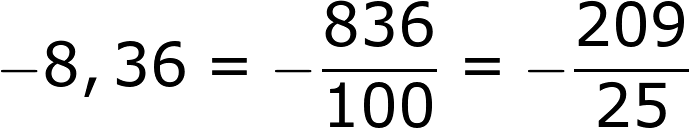 −8,36 = −836/100 = −209/25